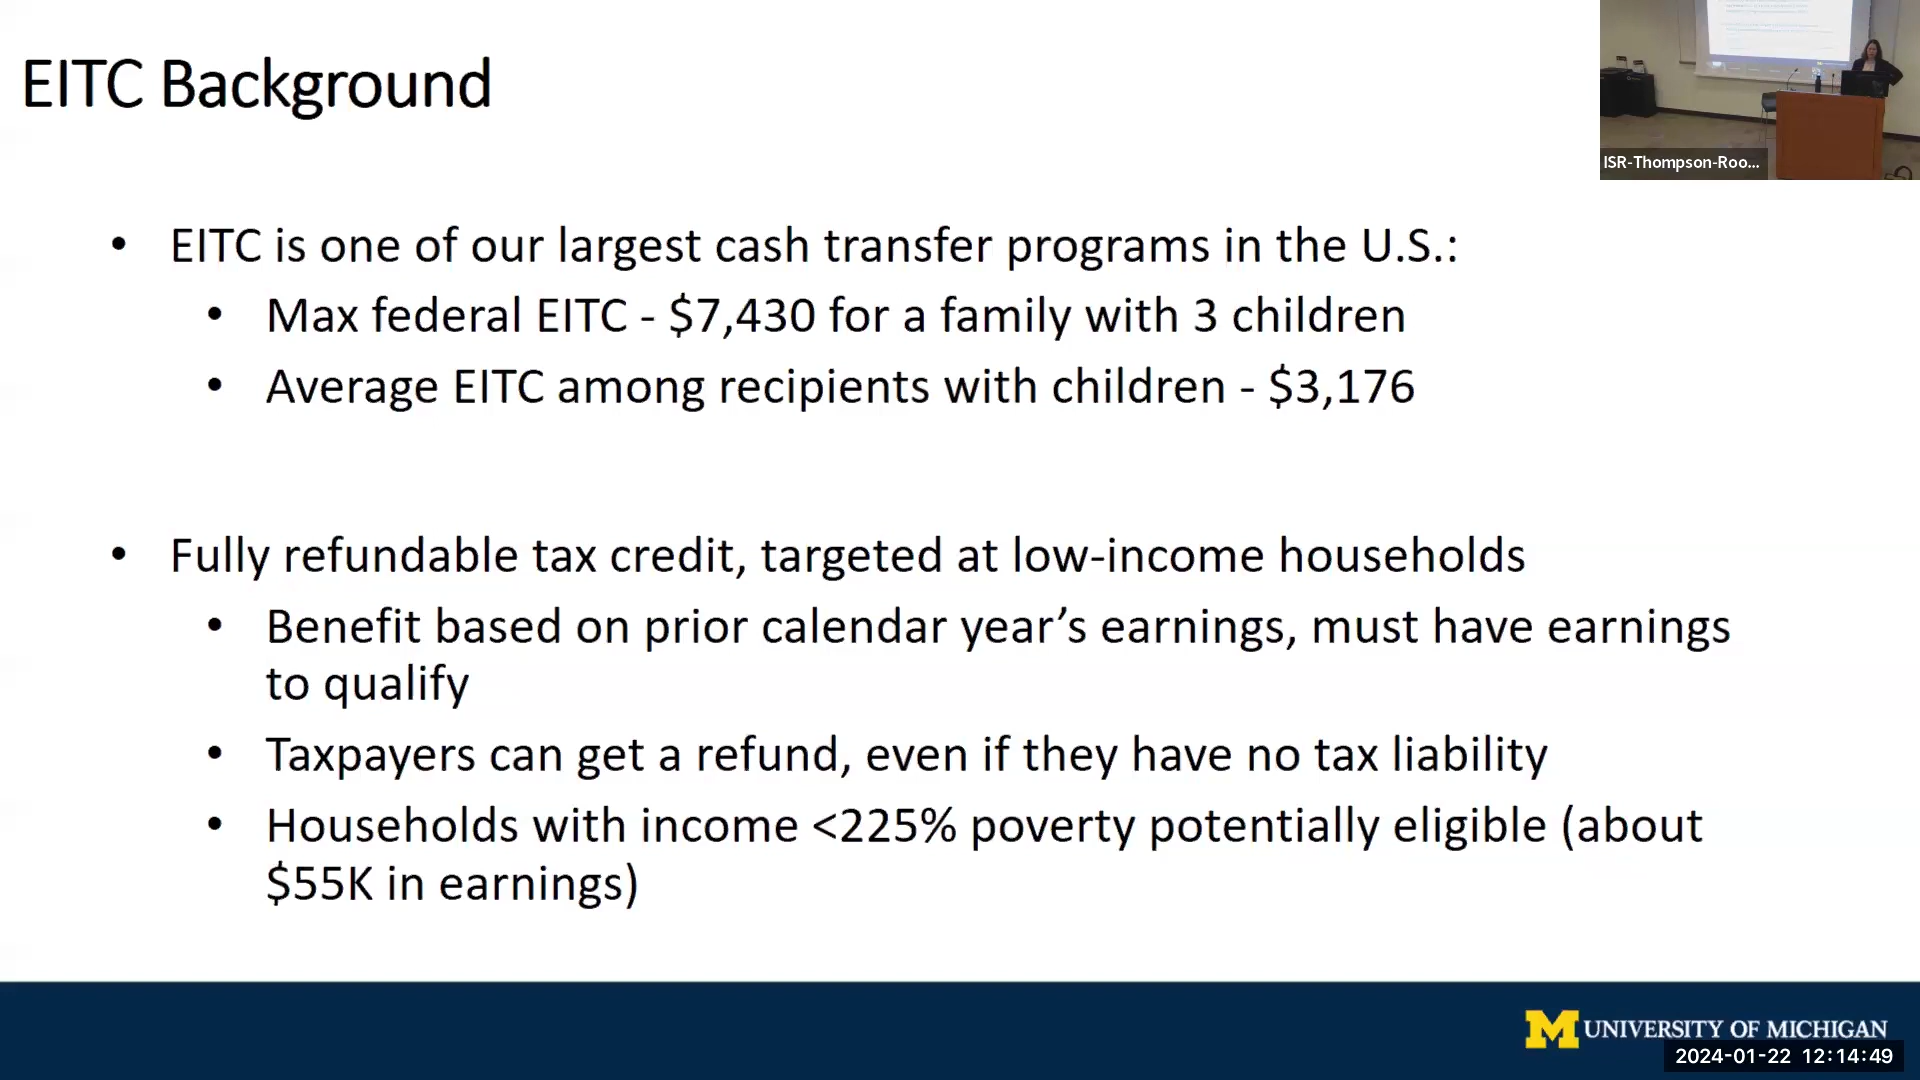 EITC Background
ISR-Thompson-Roo...
• EITC is one of our largest cash transfer programs in the U.S.:
• Max federal EITC - $7,430 for a family with 3 children
• Average EITC among recipients with children - $3,176
• Fully refundable tax credit, targeted at low-income households
• Benefit based on prior calendar year’s earnings, must have earnings
to qualify
• Taxpayers can get a refund, even if they have no tax liability
• Households with income <225% poverty potentially eligible (about
$55K in earnings)
M UNIVERSITY OF MICHIGAN
2024-01-22 12:14:49